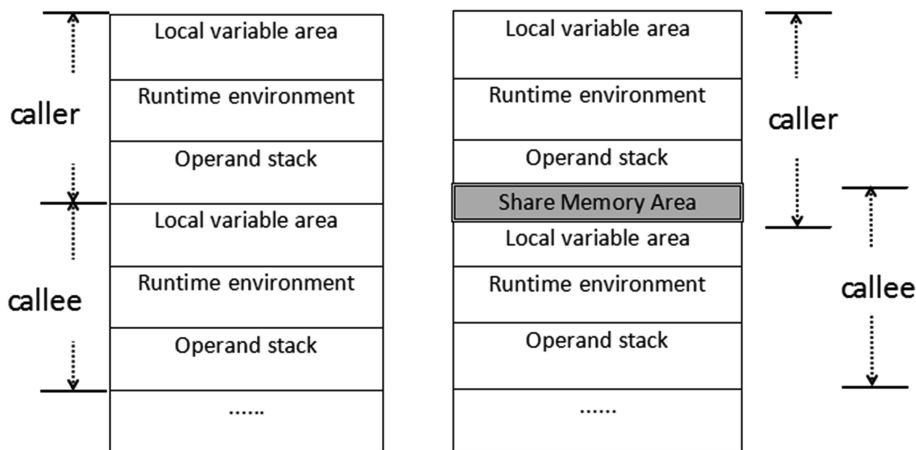 caller
callee
Local variable area
Runtime environment
Operand stack
Local variable area
Runtime environment
Operand stack
......
Local variable area
Runtime environment
Operand stack
Share Memory Area
Local variable area
Runtime environment
Operand stack
......
caller
callee